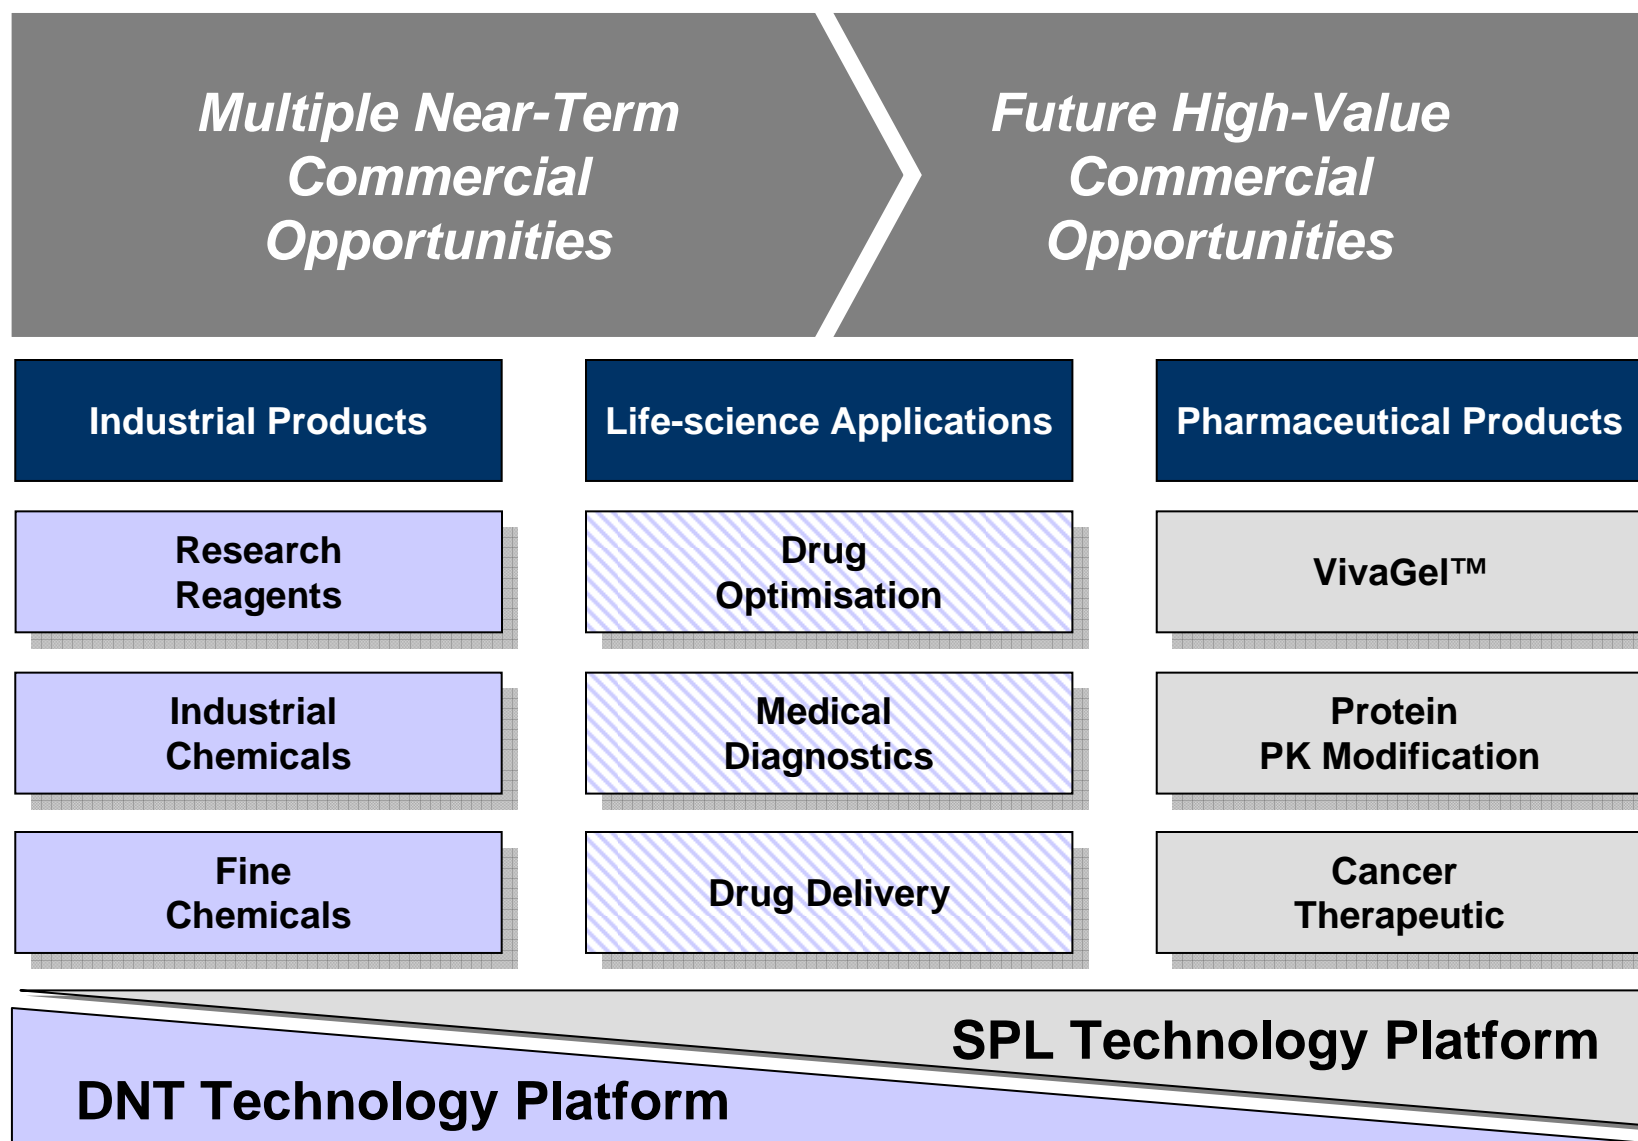 Multiple Near-Term
Commercial
Opportunities
Future High-Value
Commercial
Opportunities
Industrial Products
Life-science Applications
Pharmaceutical Products
Research
Reagents
Drug
Optimisation
VivaGel™
Industrial
Chemicals
Medical
Diagnostics
Protein
PK Modification
Fine
Chemicals
Drug Delivery
Cancer
Therapeutic
SPL Technology Platform
DNT Technology Platform